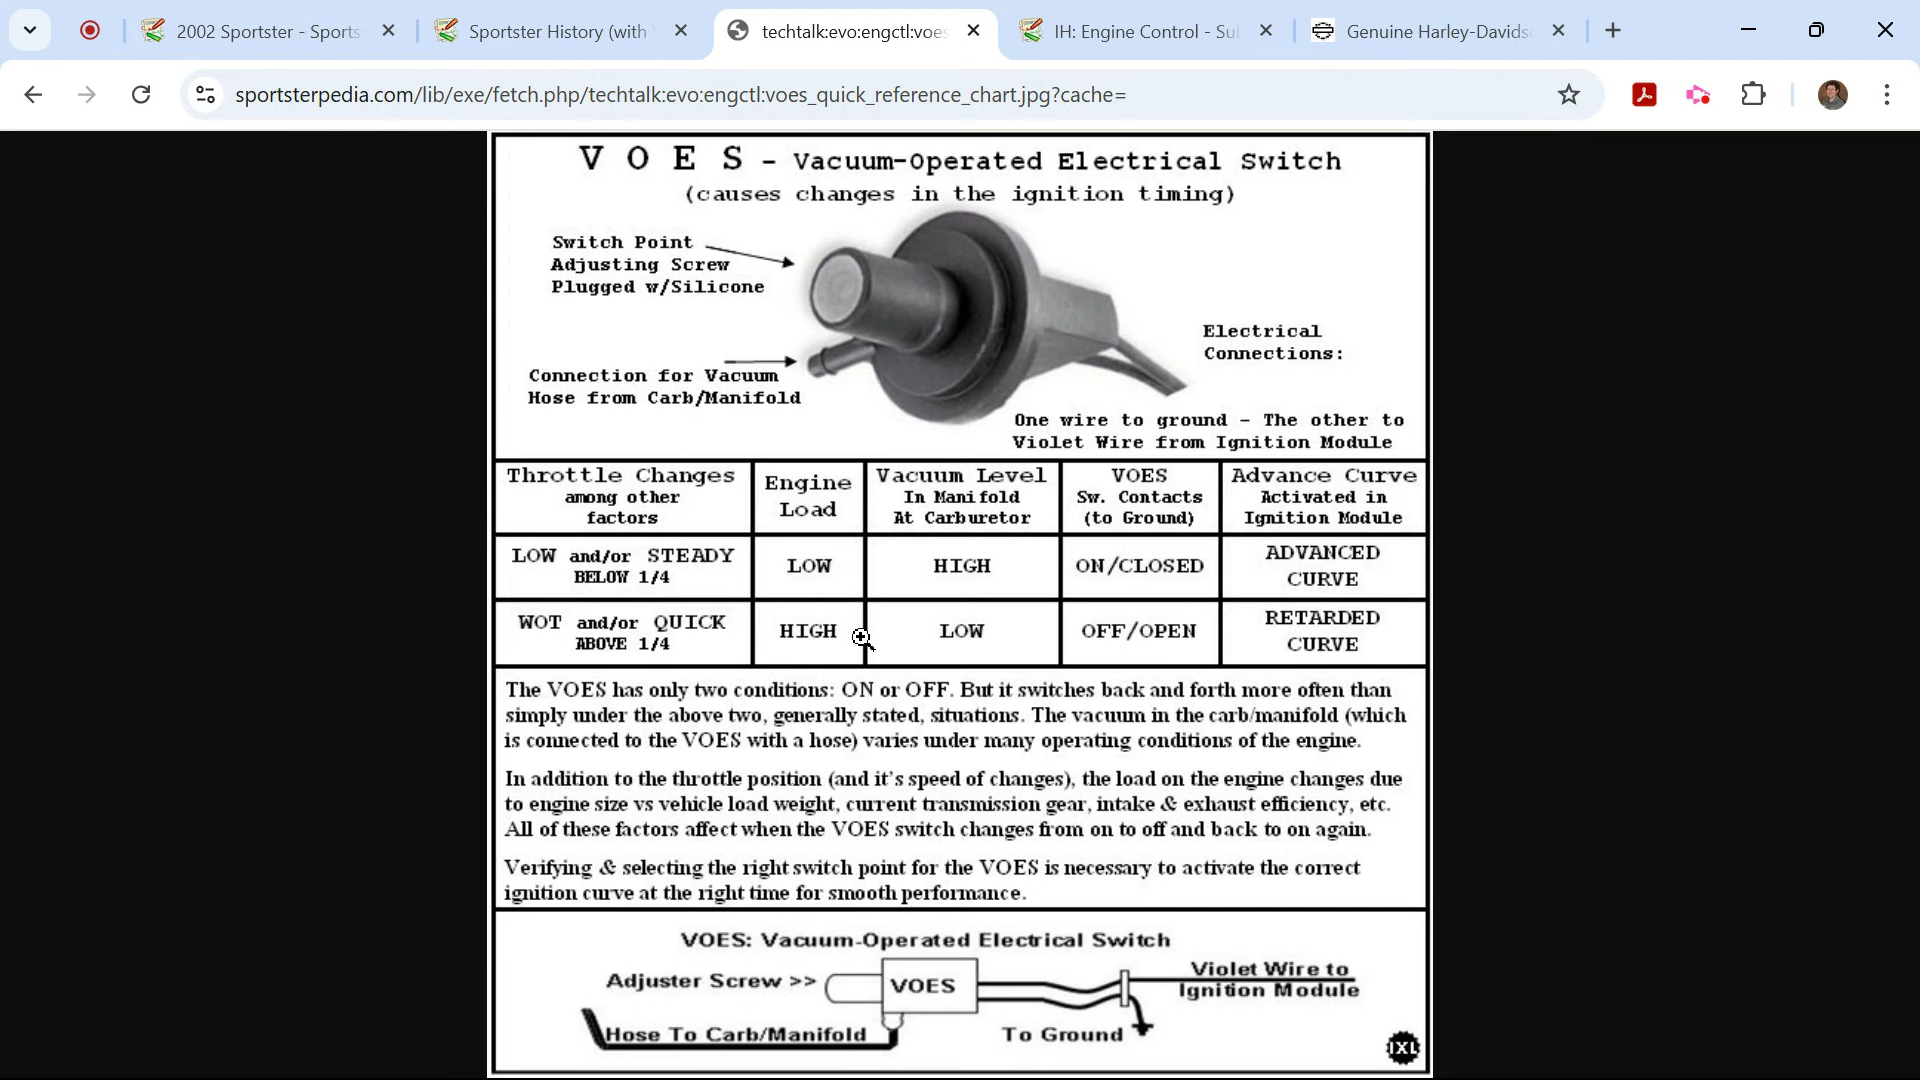 2002 Sportster - Sports
Sportster History (with
techtalk:evo:engctl:voes
IH: Engine Control - Su
Genuine Harley-Davids
sportsterpedia.com/lib/exe/fetch.php/techtalk:evo:engctl:voes_quick_reference_chart.jpg?cache=
V O E S - Vacuum-Operated Electrical Switch
(causes changes in the ignition timing)
Switch Point
Adjusting Screw
Plugged w/Silicone
Electrical
Connections:
Connection for Vacuum
Hose from Carb/Manifold
One wire to ground - The other to
Violet Wire from Ignition Module
Throttle Changes
among other
factors
Engine
Load
Vacuum Level
In Manifold
At Carburetor
VOES
Sw. Contacts
(to Ground)
Advance Curve
Activated in
Ignition Module
LOW and/or STEADY
BELOW 1/4
LOW
HIGH
ON/CLOSED
ADVANCED
CURVE
WOT and/or QUICK
ABOVE 1/4
HIGH
LOW
OFF/OPEN
RETARDED
CURVE
The VOES has only two conditions: ON or OFF. But it switches back and forth more often than
simply under the above two, generally stated, situations. The vacuum in the carb/manifold (which
is connected to the VOES with a hose) varies under many operating conditions of the engine.
In addition to the throttle position (and it's speed of changes), the load on the engine changes due
to engine size vs vehicle load weight, current transmission gear, intake & exhaust efficiency, etc.
All of these factors affect when the VOES switch changes from on to off and back to on again.
Verifying & selecting the right switch point for the VOES is necessary to activate the correct
ignition curve at the right time for smooth performance.
VOES: Vacuum-Operated Electrical Switch
Adjuster Screw >>
VOES
Violet Wire to
Ignition Module
Hose To Carb/Manifold
To Ground
IXL